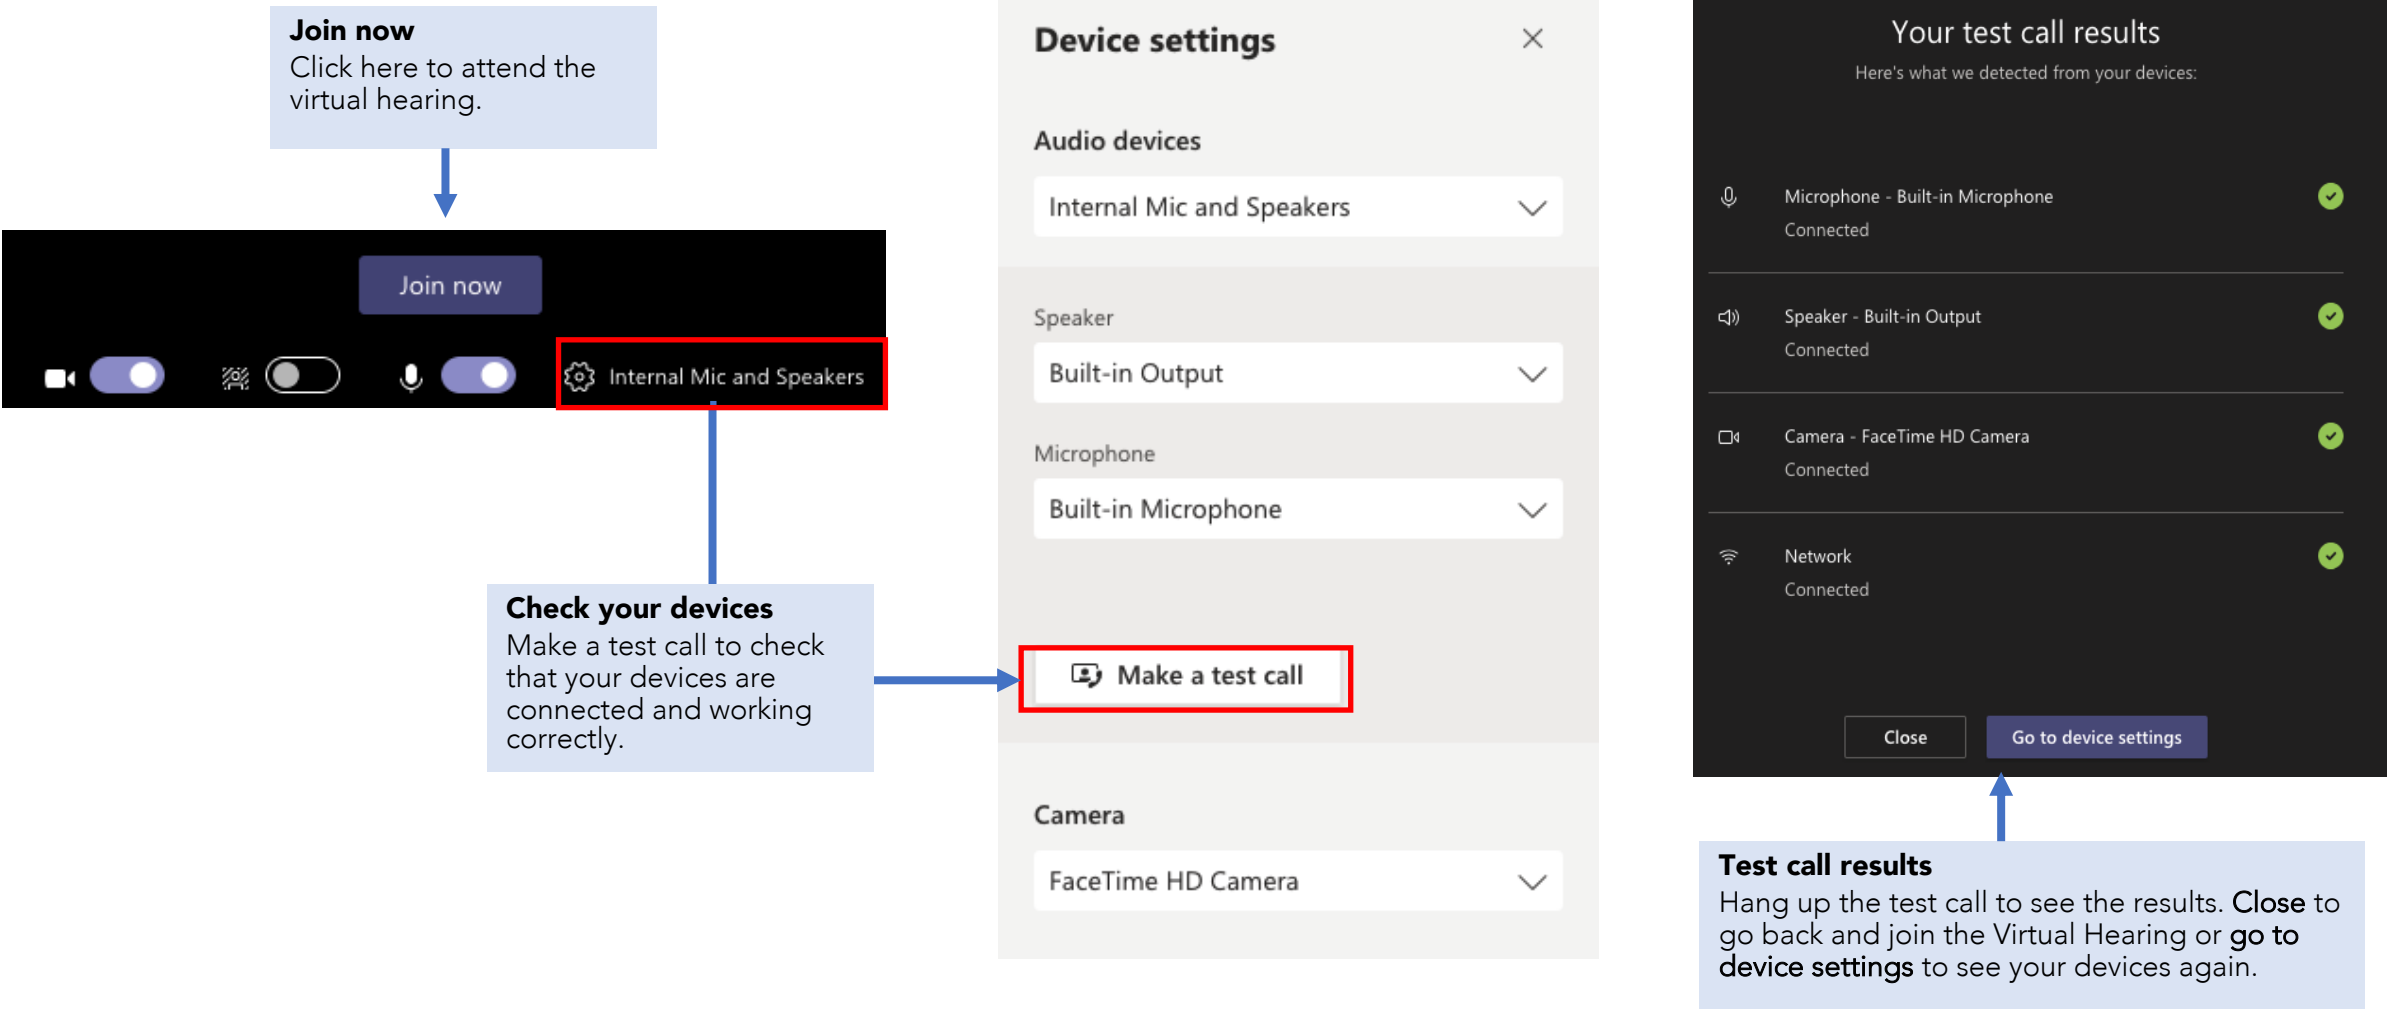 Join now
Click here to attend the
virtual hearing.
Join now
Internal Mic and Speakers
Check your devices
Make a test call to check
that your devices are
connected and working
correctly.
Device settings
Audio devices
Internal Mic and Speakers
Speaker
Built-in Output
Microphone
Built-in Microphone
Make a test call
Camera
FaceTime HD Camera
Your test call results
Here's what we detected from your devices:
Microphone - Built-in Microphone
Connected
Speaker - Built-in Output
Connected
Camera - FaceTime HD Camera
Connected
Network
Connected
Close
Go to device settings
Test call results
Hang up the test call to see the results. Close to
go back and join the Virtual Hearing or go to
device settings to see your devices again.